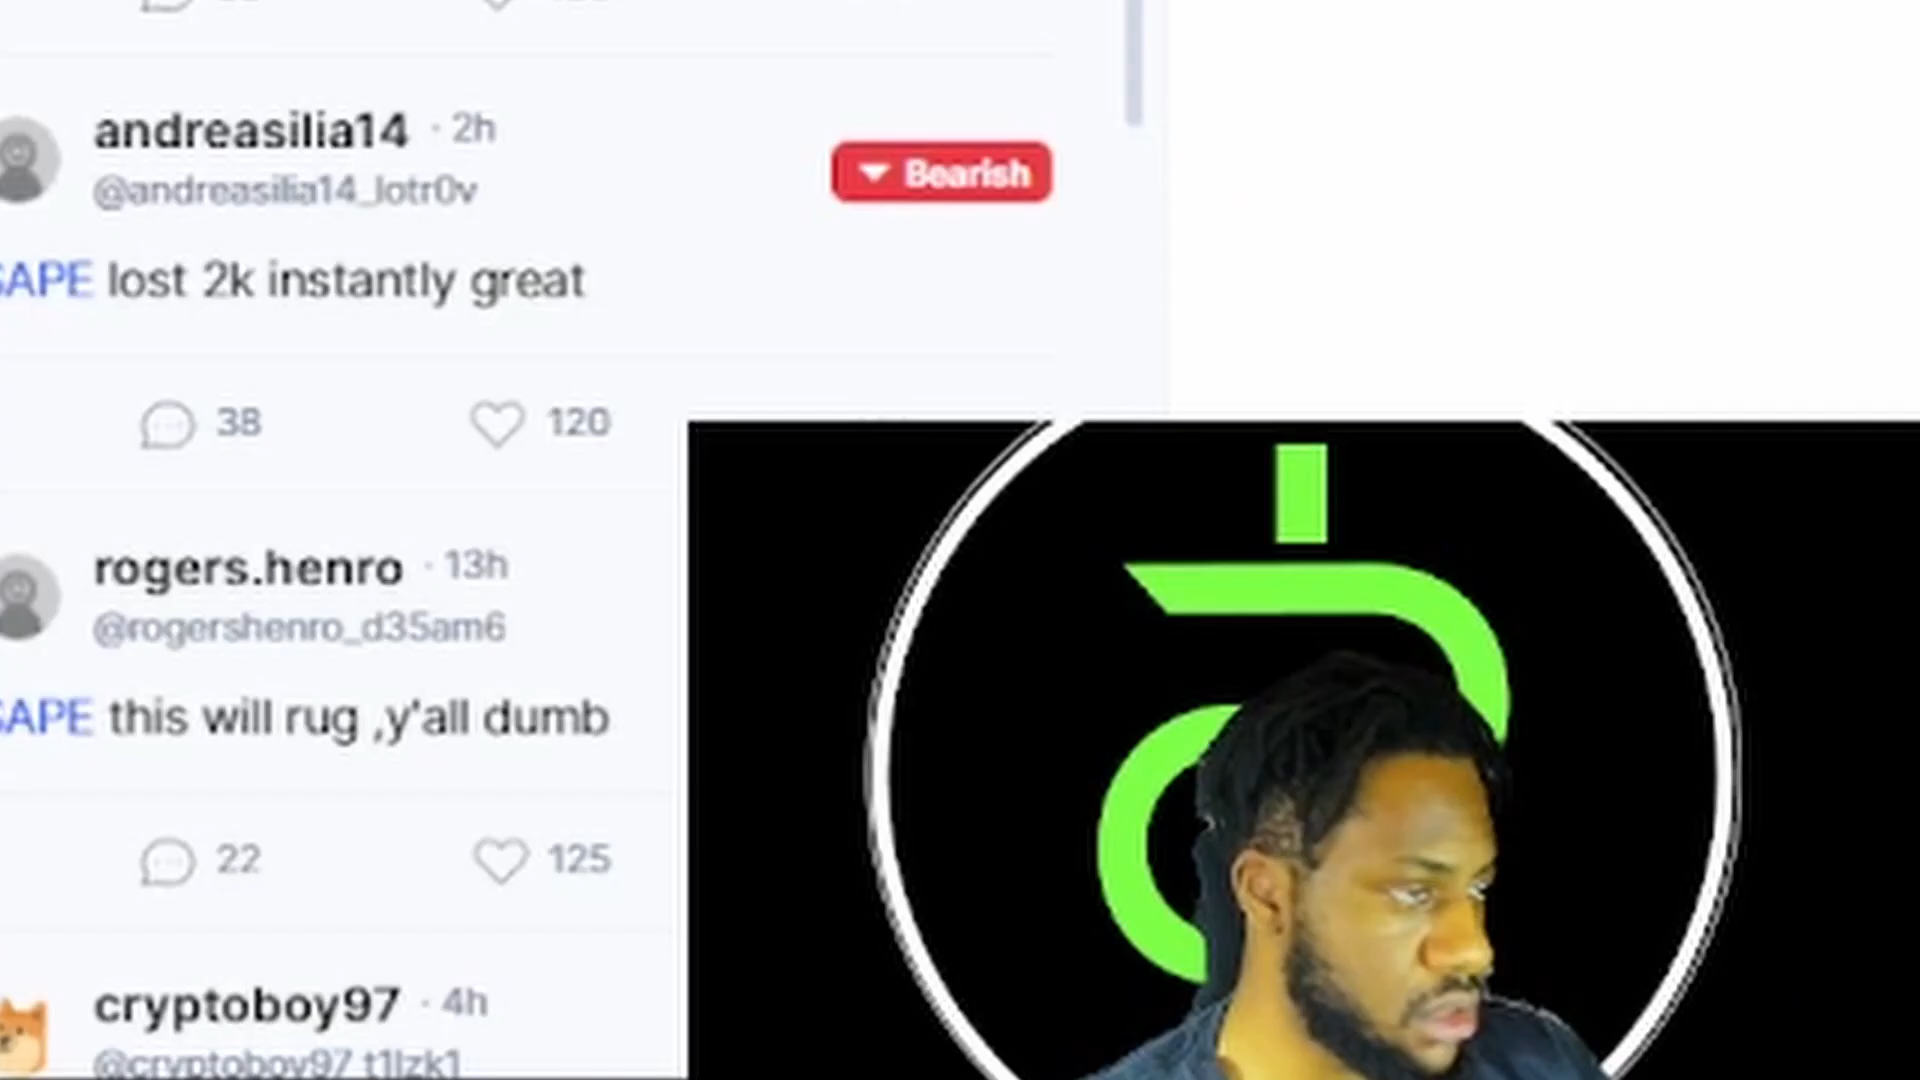 andreasilia14 · 2h
@andreasilia14_lotr0v
Bearish
$APE lost 2k instantly great
38 120
rogers.henro · 13h
@rogershenro_d35am6
$APE this will rug ,y'all dumb
22 125
cryptoboy97 · 4h
@cryptoboy97_t1lzk1